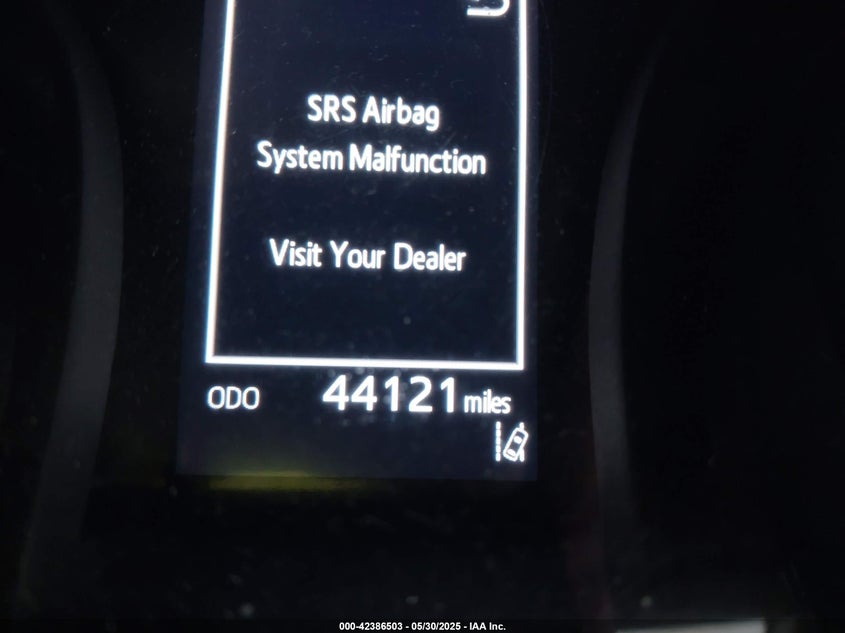 SRS Airbag
System Malfunction
Visit Your Dealer
ODO 44121 miles
000-42386503 - 05/30/2025 - IAA Inc.